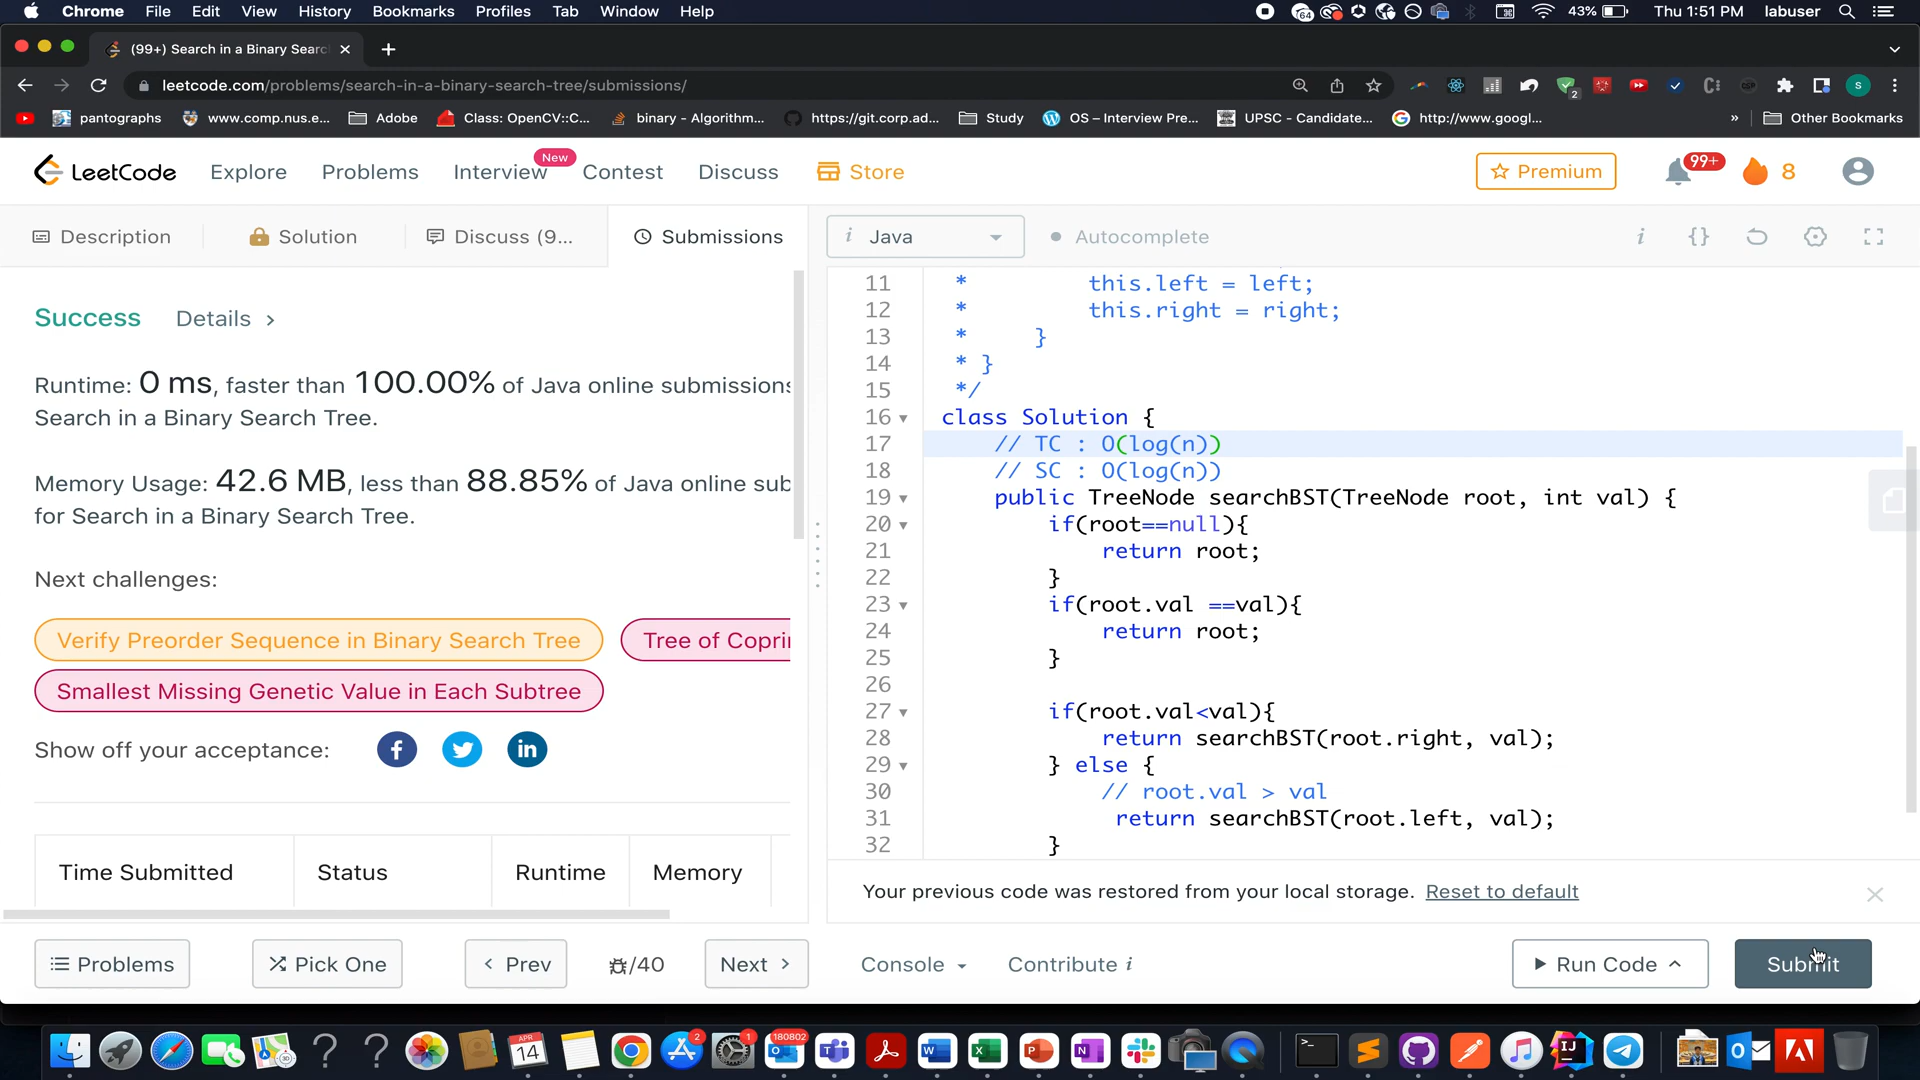 Chrome File Edit View History Bookmarks Profiles Tab Window Help 43% Thu 1:51 PM labuser
(99+) Search in a Binary Searc
leetcode.com/problems/search-in-a-binary-search-tree/submissions/
pantographs www.comp.nus.e... Adobe Class: OpenCV::C... binary - Algorithm... https://git.corp.ad... Study OS – Interview Pre... UPSC - Candidate... http://www.googl... » Other Bookmarks
LeetCode Explore Problems Interview New Contest Discuss Store Premium 99+ 8
Description Solution Discuss (9... Submissions
Java Autocomplete
Success Details >
Runtime: 0 ms, faster than 100.00% of Java online submissions
Search in a Binary Search Tree.
Memory Usage: 42.6 MB, less than 88.85% of Java online sub
for Search in a Binary Search Tree.
Next challenges:
Verify Preorder Sequence in Binary Search Tree Tree of Copri
Smallest Missing Genetic Value in Each Subtree
Show off your acceptance:
Time Submitted Status Runtime Memory
11 * this.left = left;
12 * this.right = right;
13 * }
14 * }
15 */
16 class Solution {
17 // TC : O(log(n))
18 // SC : O(log(n))
19 public TreeNode searchBST(TreeNode root, int val) {
20 if(root==null){
21 return root;
22 }
23 if(root.val ==val){
24 return root;
25 }
26
27 if(root.val<val){
28 return searchBST(root.right, val);
29 } else {
30 // root.val > val
31 return searchBST(root.left, val);
32 }
Your previous code was restored from your local storage. Reset to default
Problems Pick One < Prev /40 Next > Console Contribute i Run Code Submit